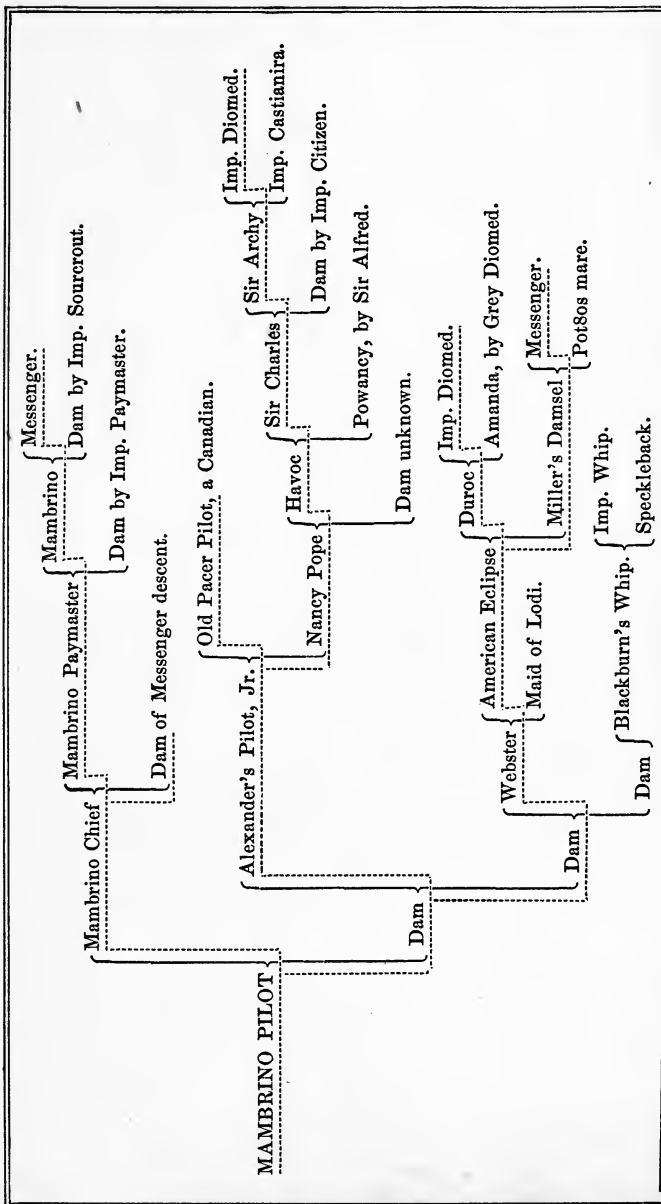 MAMBRINO PILOT
Mambrino Chief
Mambrino Paymaster
Mambrino
Messenger.
Dam by Imp. Sourcrout.
Dam by Imp. Paymaster.
Dam of Messenger descent.
Dam
Alexander's Pilot, Jr.
Old Pacer Pilot, a Canadian.
Nancy Pope
Havoc
Sir Charles
Sir Archy
Imp. Diomed.
Imp. Castianira.
Dam by Imp. Citizen.
Powancy, by Sir Alfred.
Dam unknown.
Dam
Webster
American Eclipse
Duroc
Imp. Diomed.
Amanda, by Grey Diomed.
Miller's Damsel
Messenger.
Pot8os mare.
Maid of Lodi.
Dam
Blackburn's Whip.
Imp. Whip.
Speckleback.